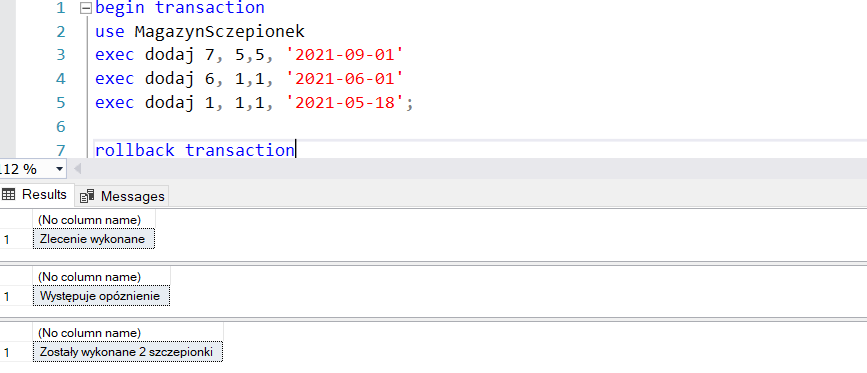 1 begin transaction
2 use MagazynSczepionek
3 exec dodaj 7, 5,5, '2021-09-01'
4 exec dodaj 6, 1,1, '2021-06-01'
5 exec dodaj 1, 1,1, '2021-05-18';
6
7 rollback transaction
112 %
Results Messages
(No column name)
1 Zlecenie wykonane
(No column name)
1 Występuje opóznienie
(No column name)
1 Zostały wykonane 2 szczepionki